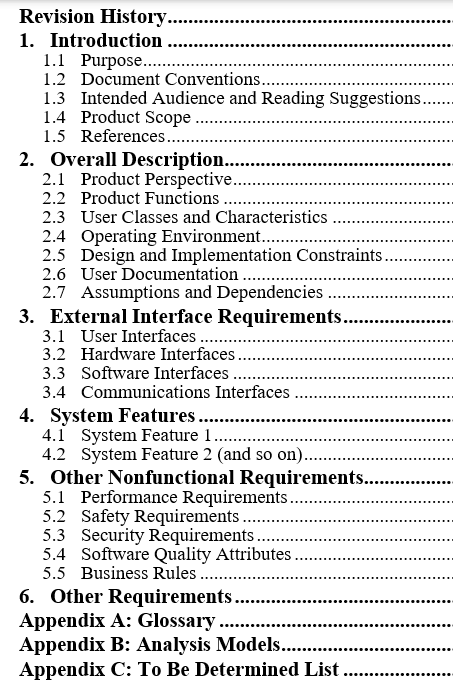 Revision History..........................................................
1. Introduction ..........................................................
1.1 Purpose..........................................................
1.2 Document Conventions..........................................
1.3 Intended Audience and Reading Suggestions.......
1.4 Product Scope ..................................................
1.5 References..........................................................
2. Overall Description..............................................
2.1 Product Perspective..............................................
2.2 Product Functions ..............................................
2.3 User Classes and Characteristics ..........................
2.4 Operating Environment..........................................
2.5 Design and Implementation Constraints...............
2.6 User Documentation ..........................................
2.7 Assumptions and Dependencies ..........................
3. External Interface Requirements.......................
3.1 User Interfaces ..................................................
3.2 Hardware Interfaces..............................................
3.3 Software Interfaces ..............................................
3.4 Communications Interfaces ..................................
4. System Features..................................................
4.1 System Feature 1..................................................
4.2 System Feature 2 (and so on)..............................
5. Other Nonfunctional Requirements..................
5.1 Performance Requirements..................................
5.2 Safety Requirements ..........................................
5.3 Security Requirements..........................................
5.4 Software Quality Attributes..................................
5.5 Business Rules ..................................................
6. Other Requirements..........................................
Appendix A: Glossary ..............................................
Appendix B: Analysis Models..................................
Appendix C: To Be Determined List ......................